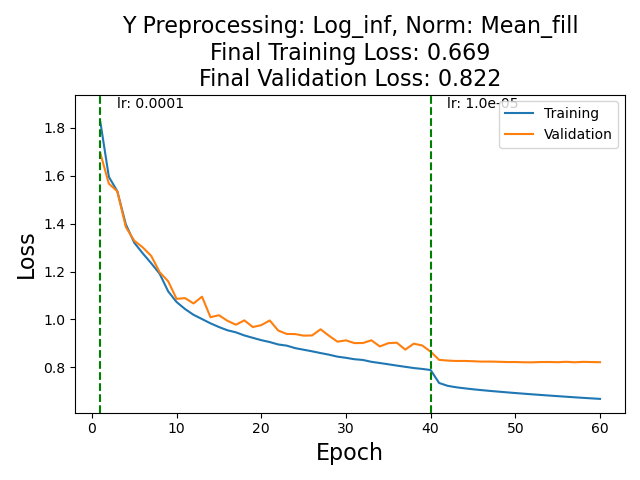 Y Preprocessing: Log_inf, Norm: Mean_fill
Final Training Loss: 0.669
Final Validation Loss: 0.822
lr: 0.0001
lr: 1.0e-05
Training
Validation
Loss
1.8
1.6
1.4
1.2
1.0
0.8
0
10
20
30
40
50
60
Epoch